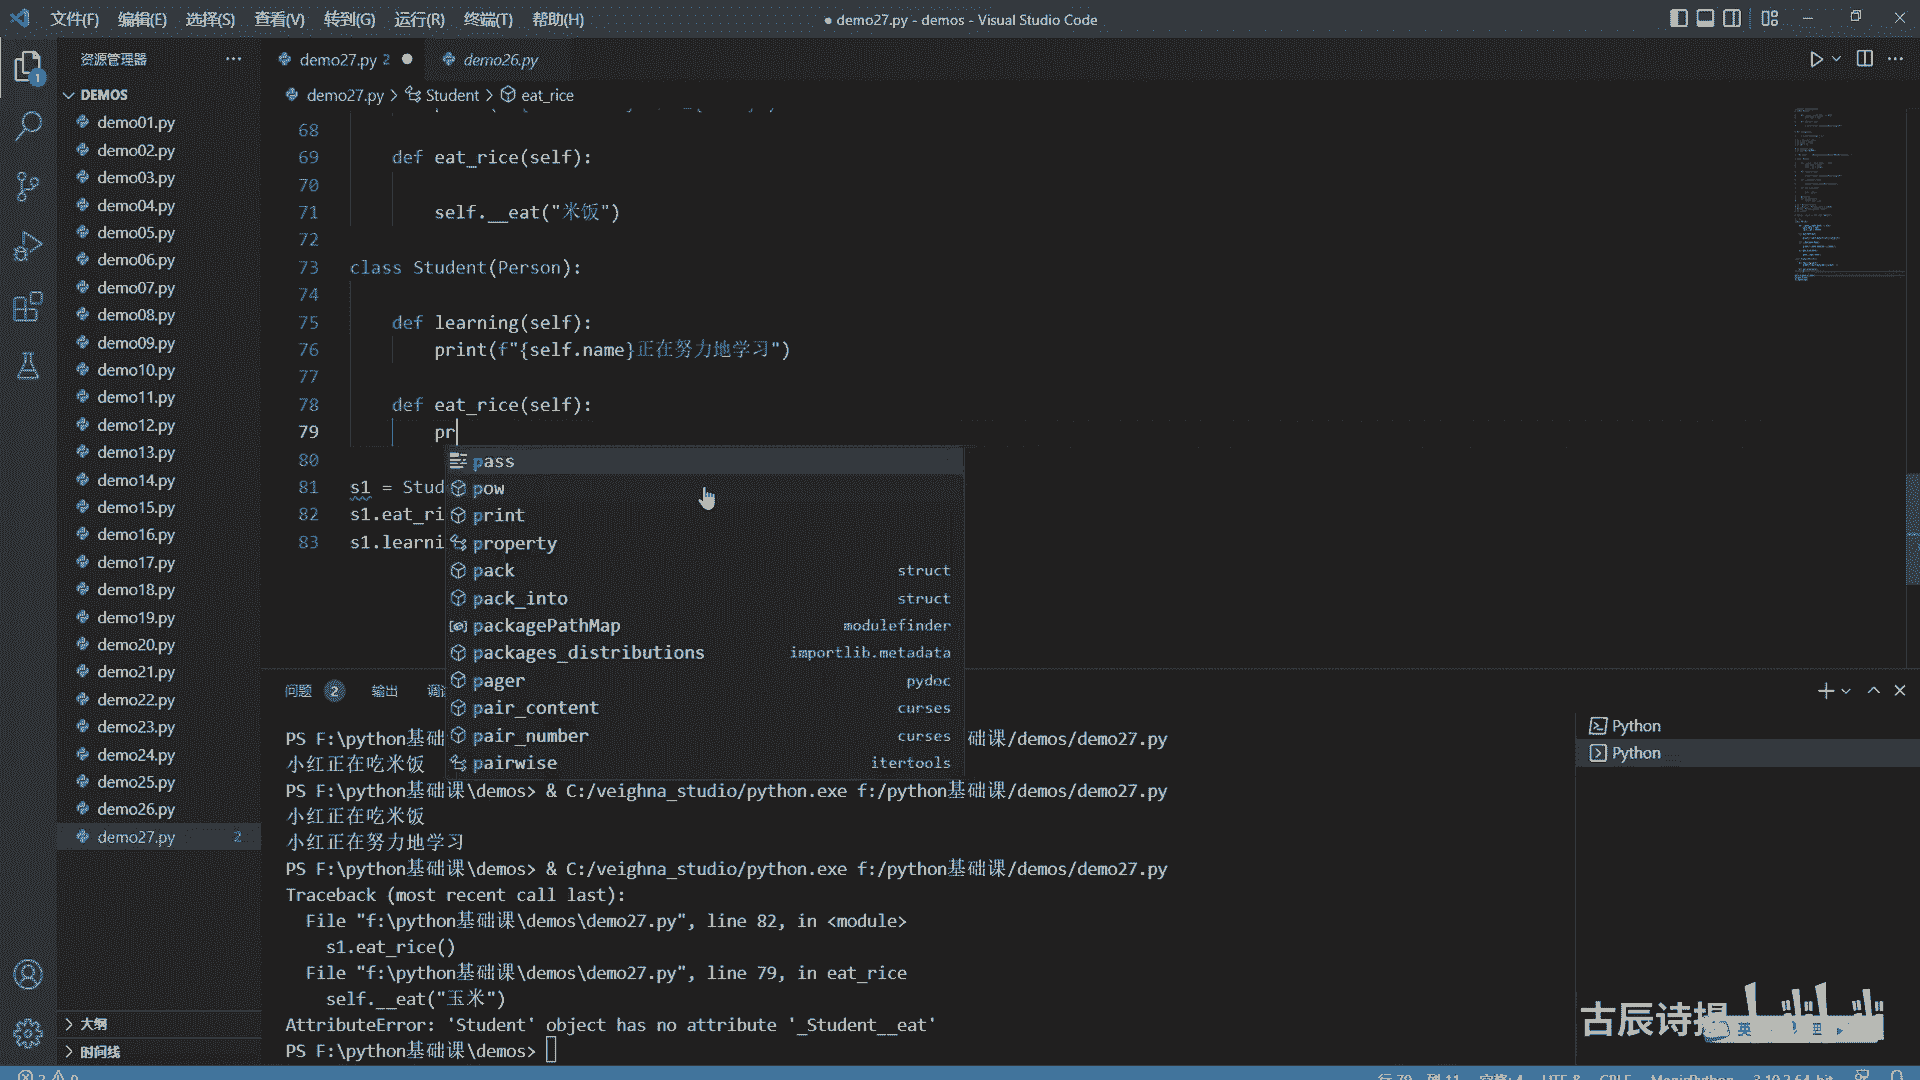 文件(F) 编辑(E) 选择(S) 查看(V) 转到(G) 运行(R) 终端(T) 帮助(H)
● demo27.py - demos - Visual Studio Code
资源管理器
DEMOS
demo01.py
demo02.py
demo03.py
demo04.py
demo05.py
demo06.py
demo07.py
demo08.py
demo09.py
demo10.py
demo11.py
demo12.py
demo13.py
demo14.py
demo15.py
demo16.py
demo17.py
demo18.py
demo19.py
demo20.py
demo21.py
demo22.py
demo23.py
demo24.py
demo25.py
demo26.py
demo27.py 2
大纲
时间线
demo27.py 2 ● demo26.py
demo27.py > Student > eat_rice
68
69 def eat_rice(self):
70
71 self.__eat("米饭")
72
73 class Student(Person):
74
75 def learning(self):
76 print(f"{self.name}正在努力地学习")
77
78 def eat_rice(self):
79 pr
80
81 s1 = Stud
82 s1.eat_ri
83 s1.learni
pass
pow
print
property
pack struct
pack_into struct
packagePathMap modulefinder
packages_distributions importlib.metadata
pager pydoc
pair_content curses
pair_number curses
pairwise itertools
问题 2 输出
PS F:\python基础 础课/demos/demo27.py
小红正在吃米饭
PS F:\python基础课\demos> & C:/veighna_studio/python.exe f:/python基础课/demos/demo27.py
小红正在吃米饭
小红正在努力地学习
PS F:\python基础课\demos> & C:/veighna_studio/python.exe f:/python基础课/demos/demo27.py
Traceback (most recent call last):
File "f:\python基础课\demos\demo27.py", line 82, in <module>
s1.eat_rice()
File "f:\python基础课\demos\demo27.py", line 79, in eat_rice
self.__eat("玉米")
AttributeError: 'Student' object has no attribute '_Student__eat'
PS F:\python基础课\demos>
Python
Python
古辰诗提
英